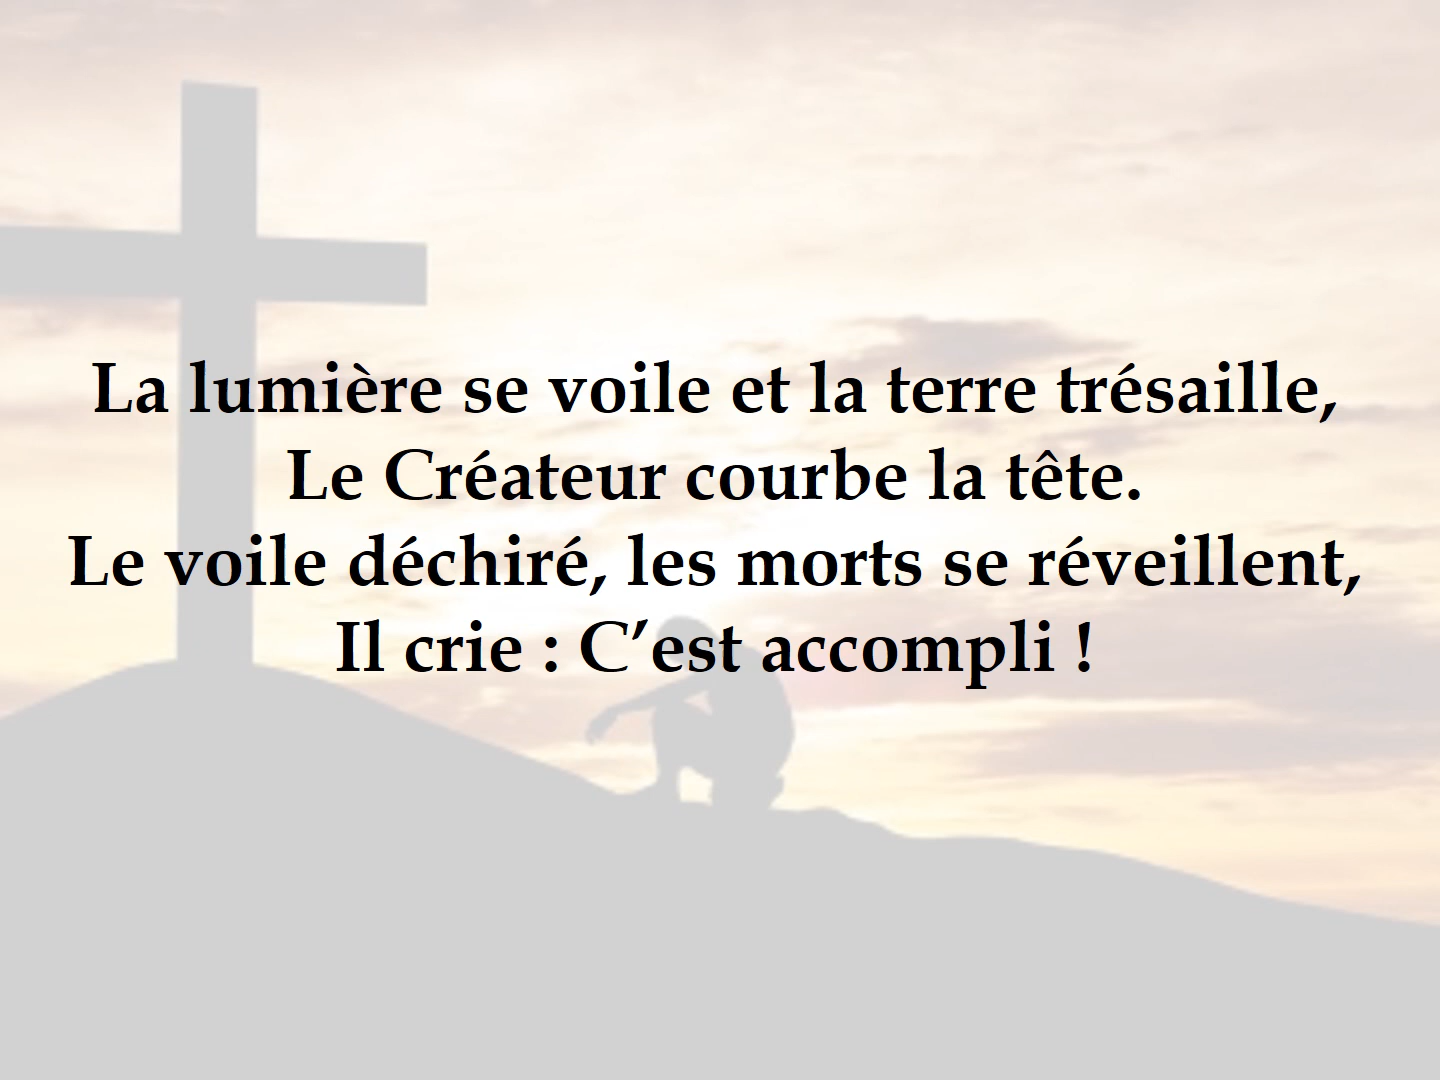 La lumière se voile et la terre trésaille,
Le Créateur courbe la tête.
Le voile déchiré, les morts se réveillent,
Il crie : C’est accompli !